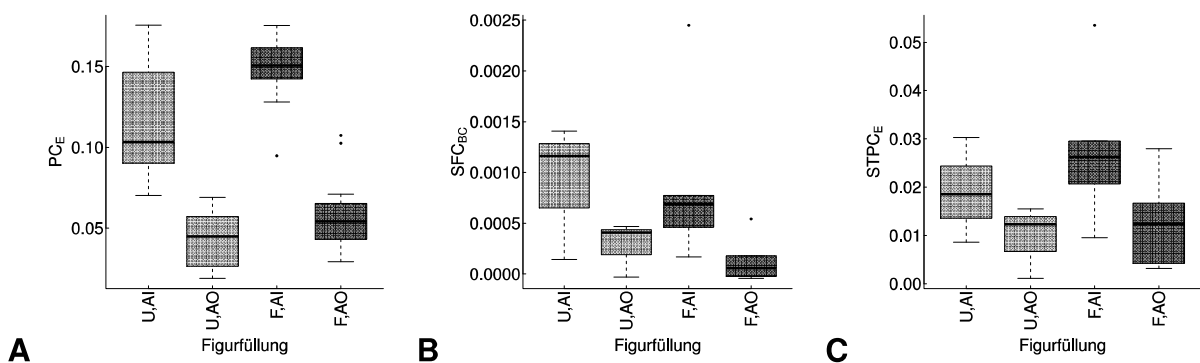 PC_E
0.15
0.10
0.05
U,AI
U,AO
F,AI
F,AO
Figurfüllung
A
SFC_BC
0.0025
0.0020
0.0015
0.0010
0.0005
0.0000
U,AI
U,AO
F,AI
F,AO
Figurfüllung
B
STPC_E
0.05
0.04
0.03
0.02
0.01
0.00
U,AI
U,AO
F,AI
F,AO
Figurfüllung
C